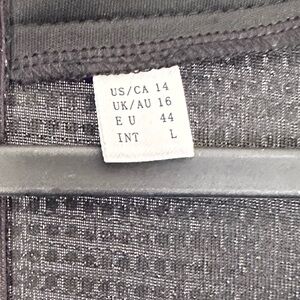 US/CA 14
UK/AU 16
EU 44
INT L